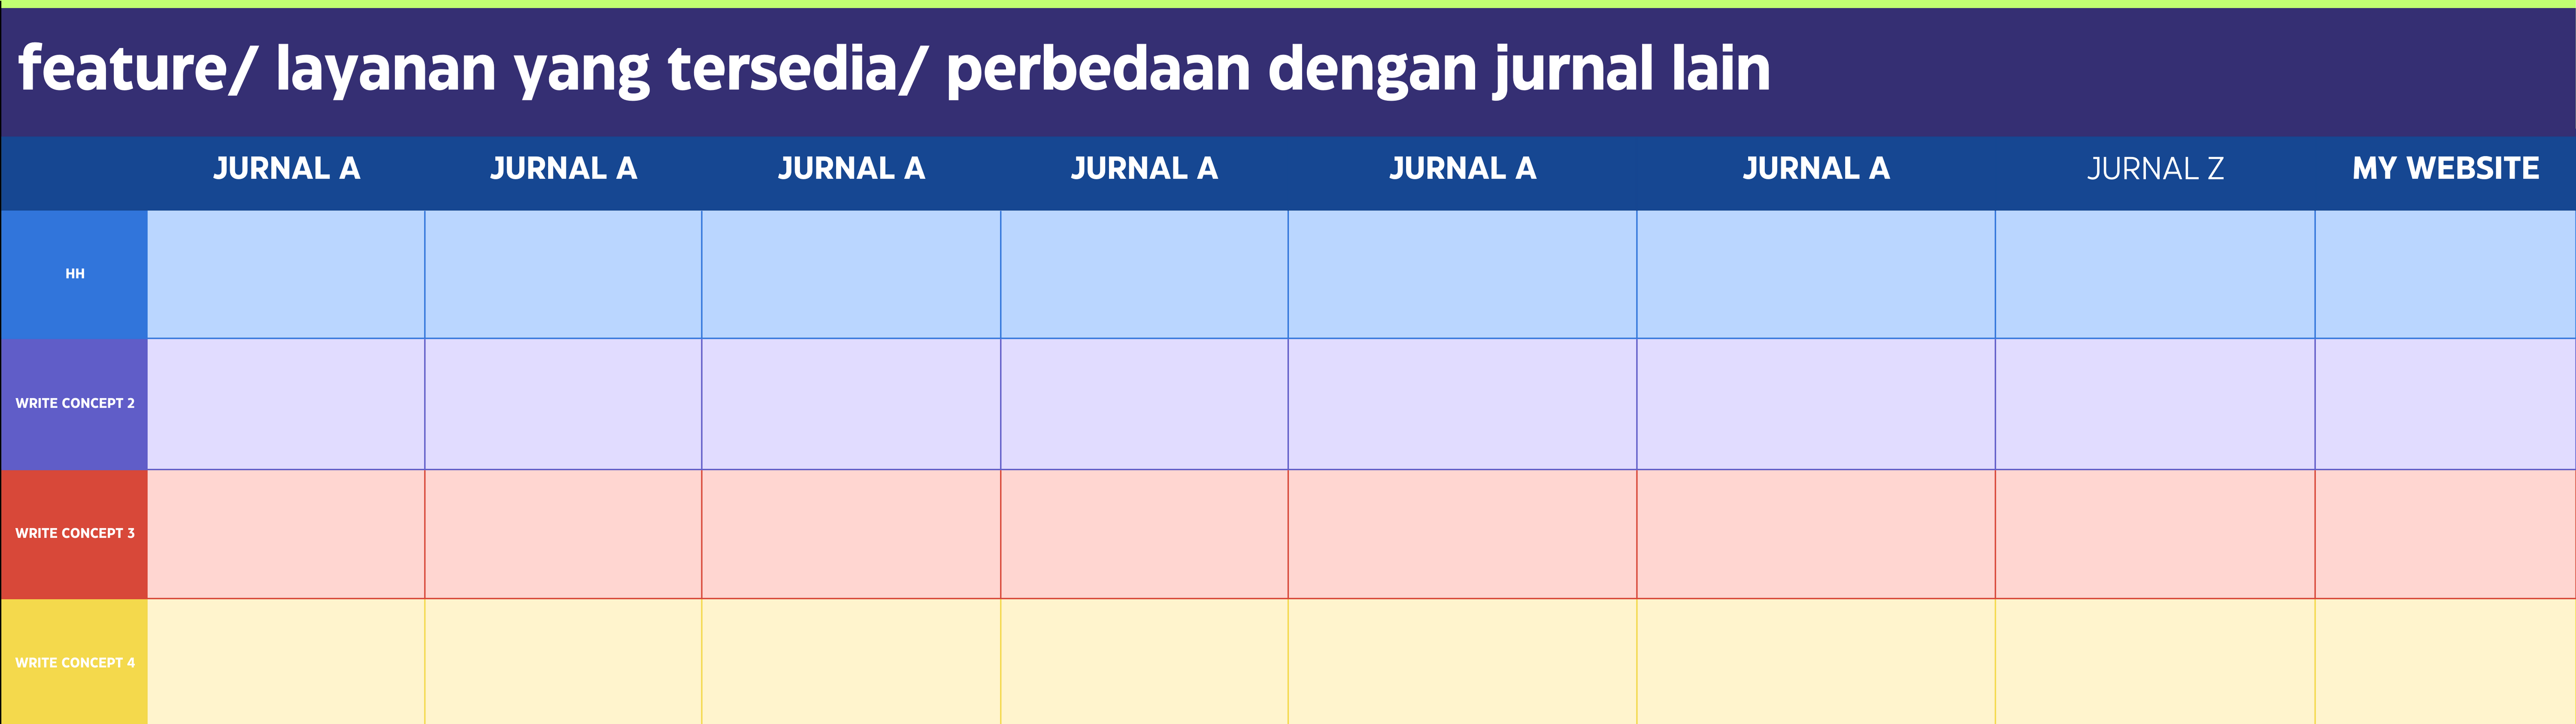 feature/ layanan yang tersedia/ perbedaan dengan jurnal lain
JURNAL A JURNAL A JURNAL A JURNAL A JURNAL A JURNAL A JURNAL Z MY WEBSITE
HH
WRITE CONCEPT 2
WRITE CONCEPT 3
WRITE CONCEPT 4